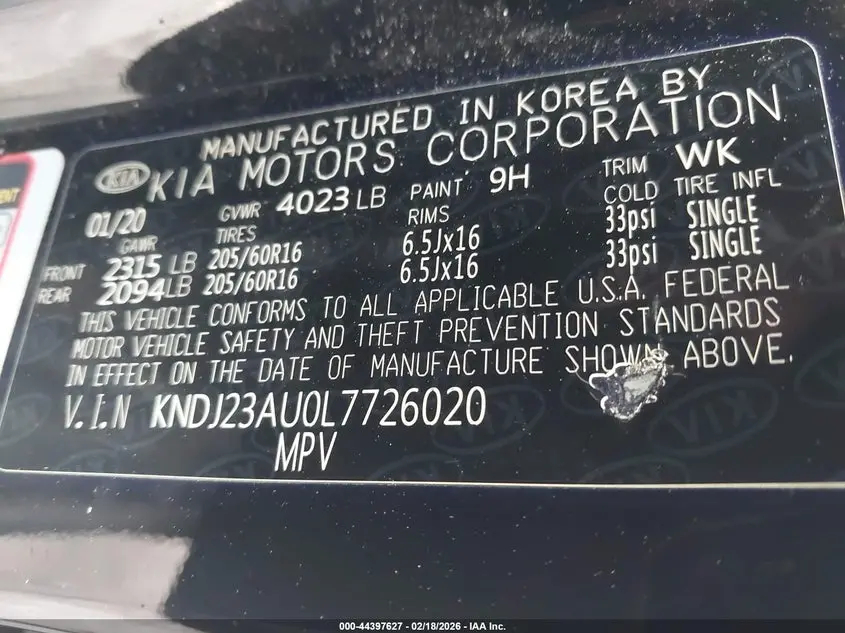 MANUFACTURED IN KOREA BY
KIA KIA MOTORS CORPORATION
01/20 GVWR 4023 LB PAINT 9H TRIM WK
GAWR TIRES RIMS COLD TIRE INFL
FRONT 2315 LB 205/60R16 6.5Jx16 33psi SINGLE
REAR 2094LB 205/60R16 6.5Jx16 33psi SINGLE
THIS VEHICLE CONFORMS TO ALL APPLICABLE U.S.A. FEDERAL
MOTOR VEHICLE SAFETY AND THEFT PREVENTION STANDARDS
IN EFFECT ON THE DATE OF MANUFACTURE SHOWN ABOVE.
V.I.N KNDJ23AU0L7726020
MPV
000-44397627 - 02/18/2026 - IAA Inc.